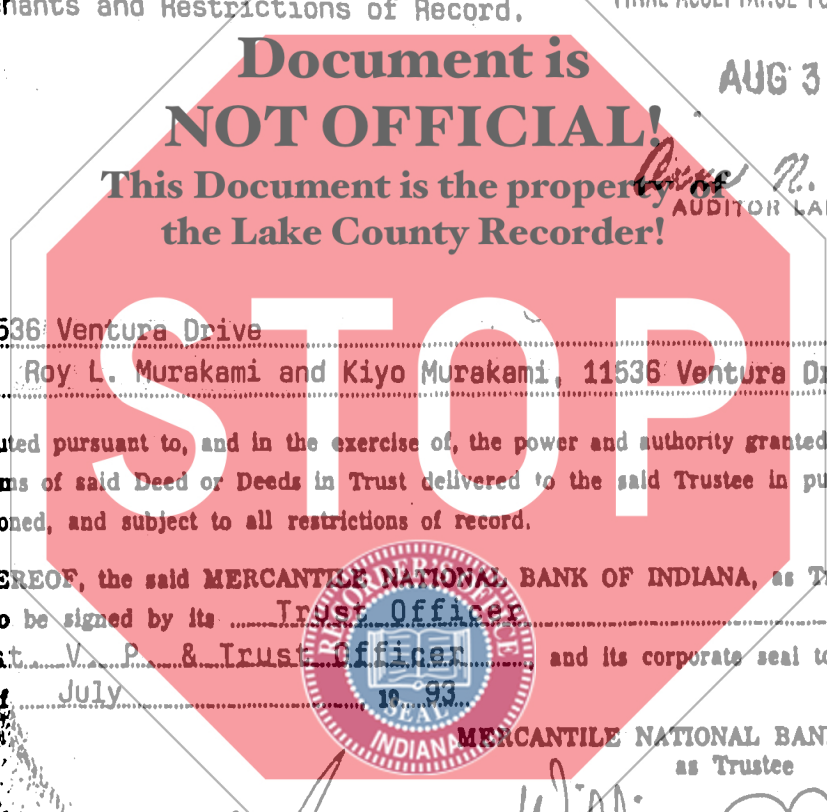 nants and Restrictions of Record.
Document is
AUG 3
NOT OFFICIAL!
This Document is the property of
AUDITOR LA
the Lake County Recorder!
STOP
536 Ventura Drive
Roy L. Murakami and Kiyo Murakami, 11536 Ventura Dr
uted pursuant to, and in the exercise of, the power and authority granted
ms of said Deed or Deeds in Trust delivered to the said Trustee in pu
oned, and subject to all restrictions of record.
EREOF, the said MERCANTILE NATIONAL BANK OF INDIANA, as T
o be signed by its Trust Officer
t. V. P. & Trust Officer, and its corporate seal to
f July 19 93
RECORDER'S OFFICE
SEAL
INDIANA
MERCANTILE NATIONAL BAN
as Trustee